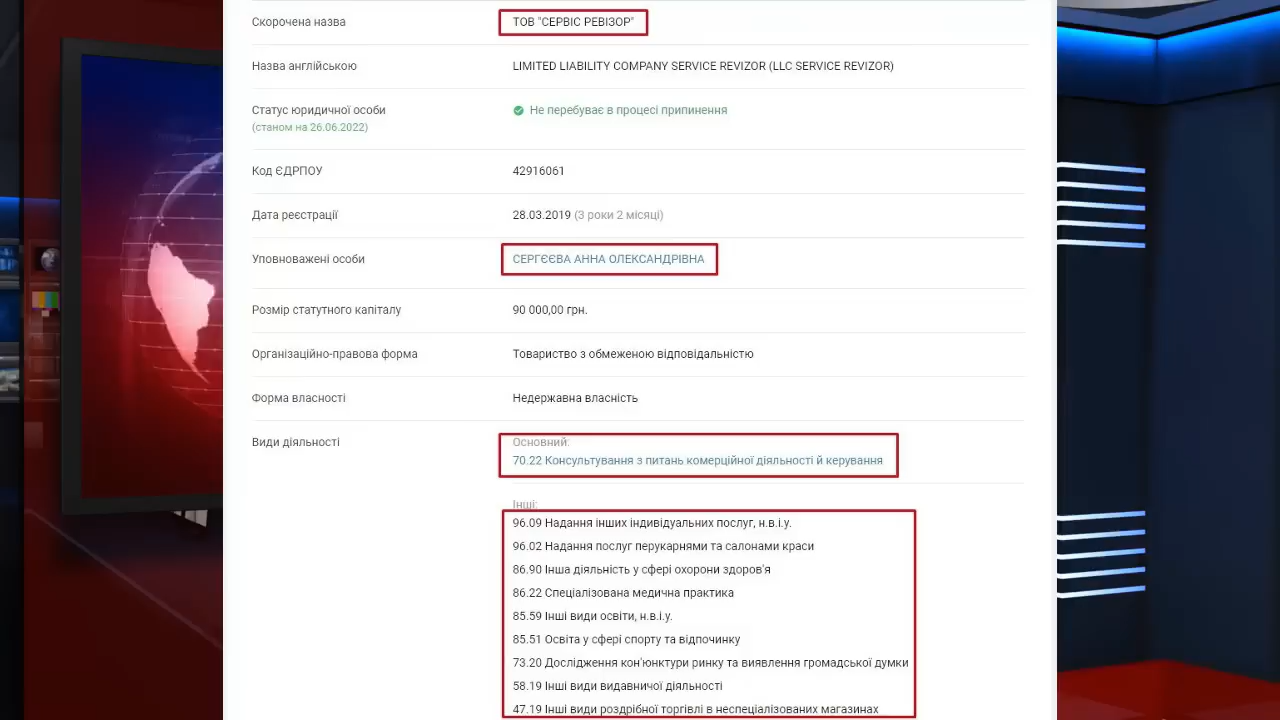 Скорочена назва
ТОВ "СЕРВІС РЕВІЗОР"
Назва англійською
LIMITED LIABILITY COMPANY SERVICE REVIZOR (LLC SERVICE REVIZOR)
Статус юридичної особи
(станом на 26.06.2022)
Не перебуває в процесі припинення
Код ЄДРПОУ
42916061
Дата реєстрації
28.03.2019 (3 роки 2 місяці)
Уповноважені особи
СЕРГЄЄВА АННА ОЛЕКСАНДРІВНА
Розмір статутного капіталу
90 000,00 грн.
Організаційно-правова форма
Товариство з обмеженою відповідальністю
Форма власності
Недержавна власність
Види діяльності
Основний:
70.22 Консультування з питань комерційної діяльності й керування
Інші:
96.09 Надання інших індивідуальних послуг, н.в.і.у.
96.02 Надання послуг перукарнями та салонами краси
86.90 Інша діяльність у сфері охорони здоров'я
86.22 Спеціалізована медична практика
85.59 Інші види освіти, н.в.і.у.
85.51 Освіта у сфері спорту та відпочинку
73.20 Дослідження кон'юнктури ринку та виявлення громадської думки
58.19 Інші види видавничої діяльності
47.19 Інші види роздрібної торгівлі в неспеціалізованих магазинах